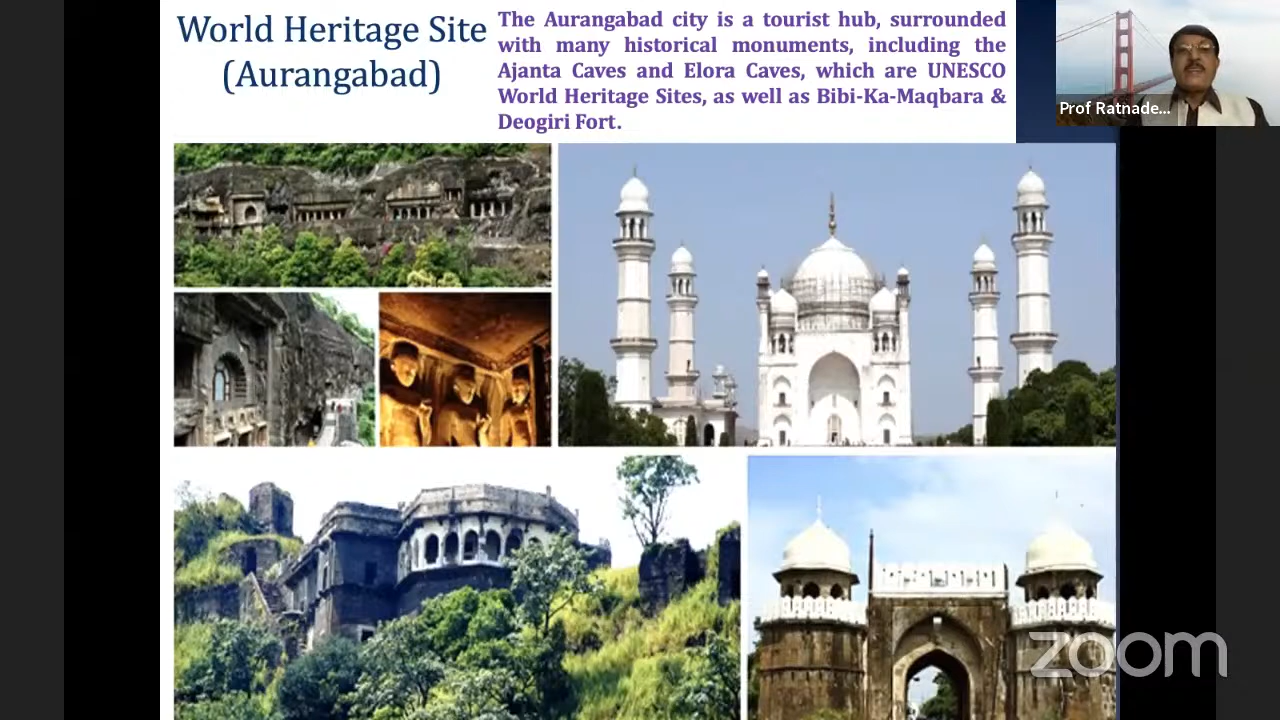 World Heritage Site
(Aurangabad)
The Aurangabad city is a tourist hub, surrounded
with many historical monuments, including the
Ajanta Caves and Elora Caves, which are UNESCO
World Heritage Sites, as well as Bibi-Ka-Maqbara &
Deogiri Fort.
Prof Ratnade...
zoom